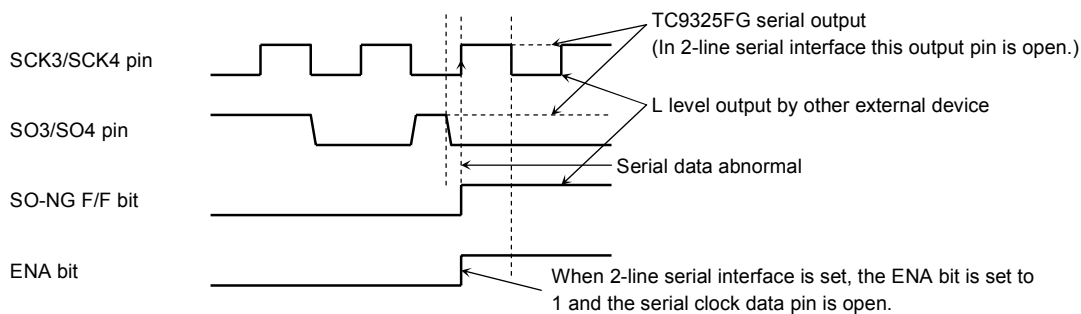 TC9325FG serial output
(In 2-line serial interface this output pin is open.)
SCK3/SCK4 pin
L level output by other external device
SO3/SO4 pin
Serial data abnormal
SO-NG F/F bit
ENA bit
When 2-line serial interface is set, the ENA bit is set to
1 and the serial clock data pin is open.